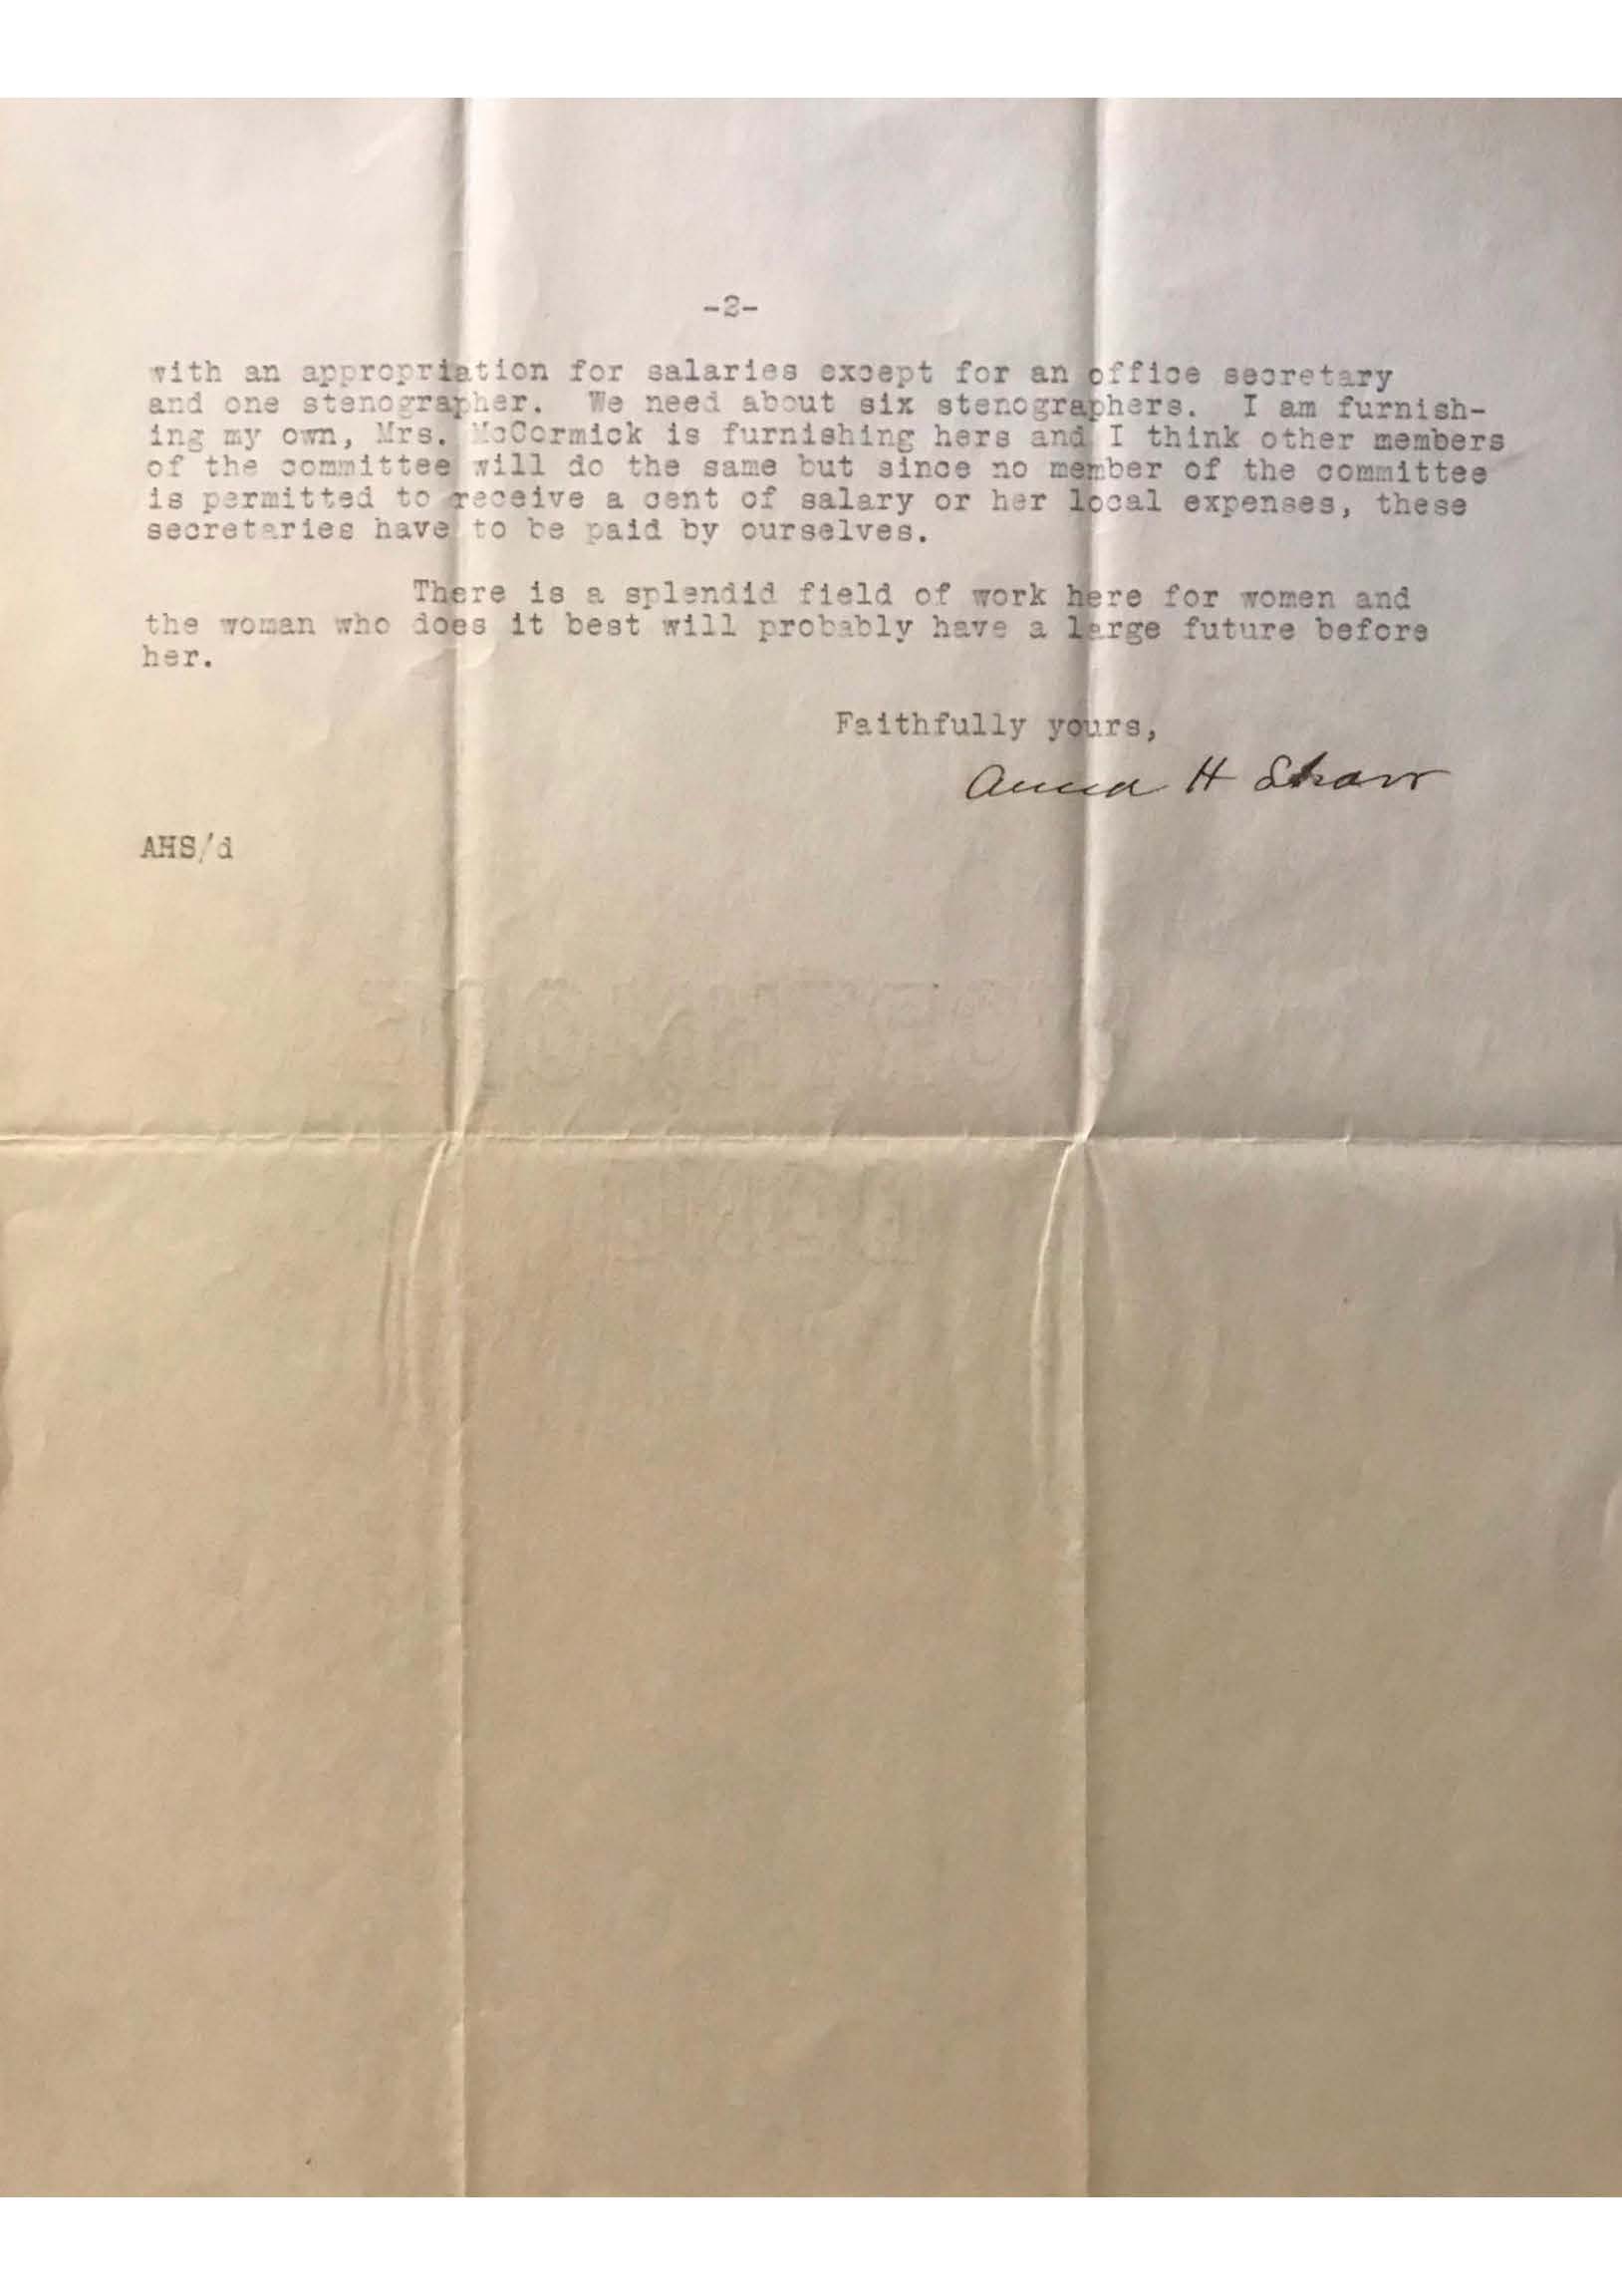 -2-
with an appropriation for salaries except for an office secretary
and one stenographer. We need about six stenographers. I am furnish-
ing my own, Mrs. McCormick is furnishing hers and I think other members
of the committee will do the same but since no member of the committee
is permitted to receive a cent of salary or her local expenses, these
secretaries have to be paid by ourselves.
There is a splendid field of work here for women and
the woman who does it best will probably have a large future before
her.
Faithfully yours,
Anna H Shaw
AHS/d